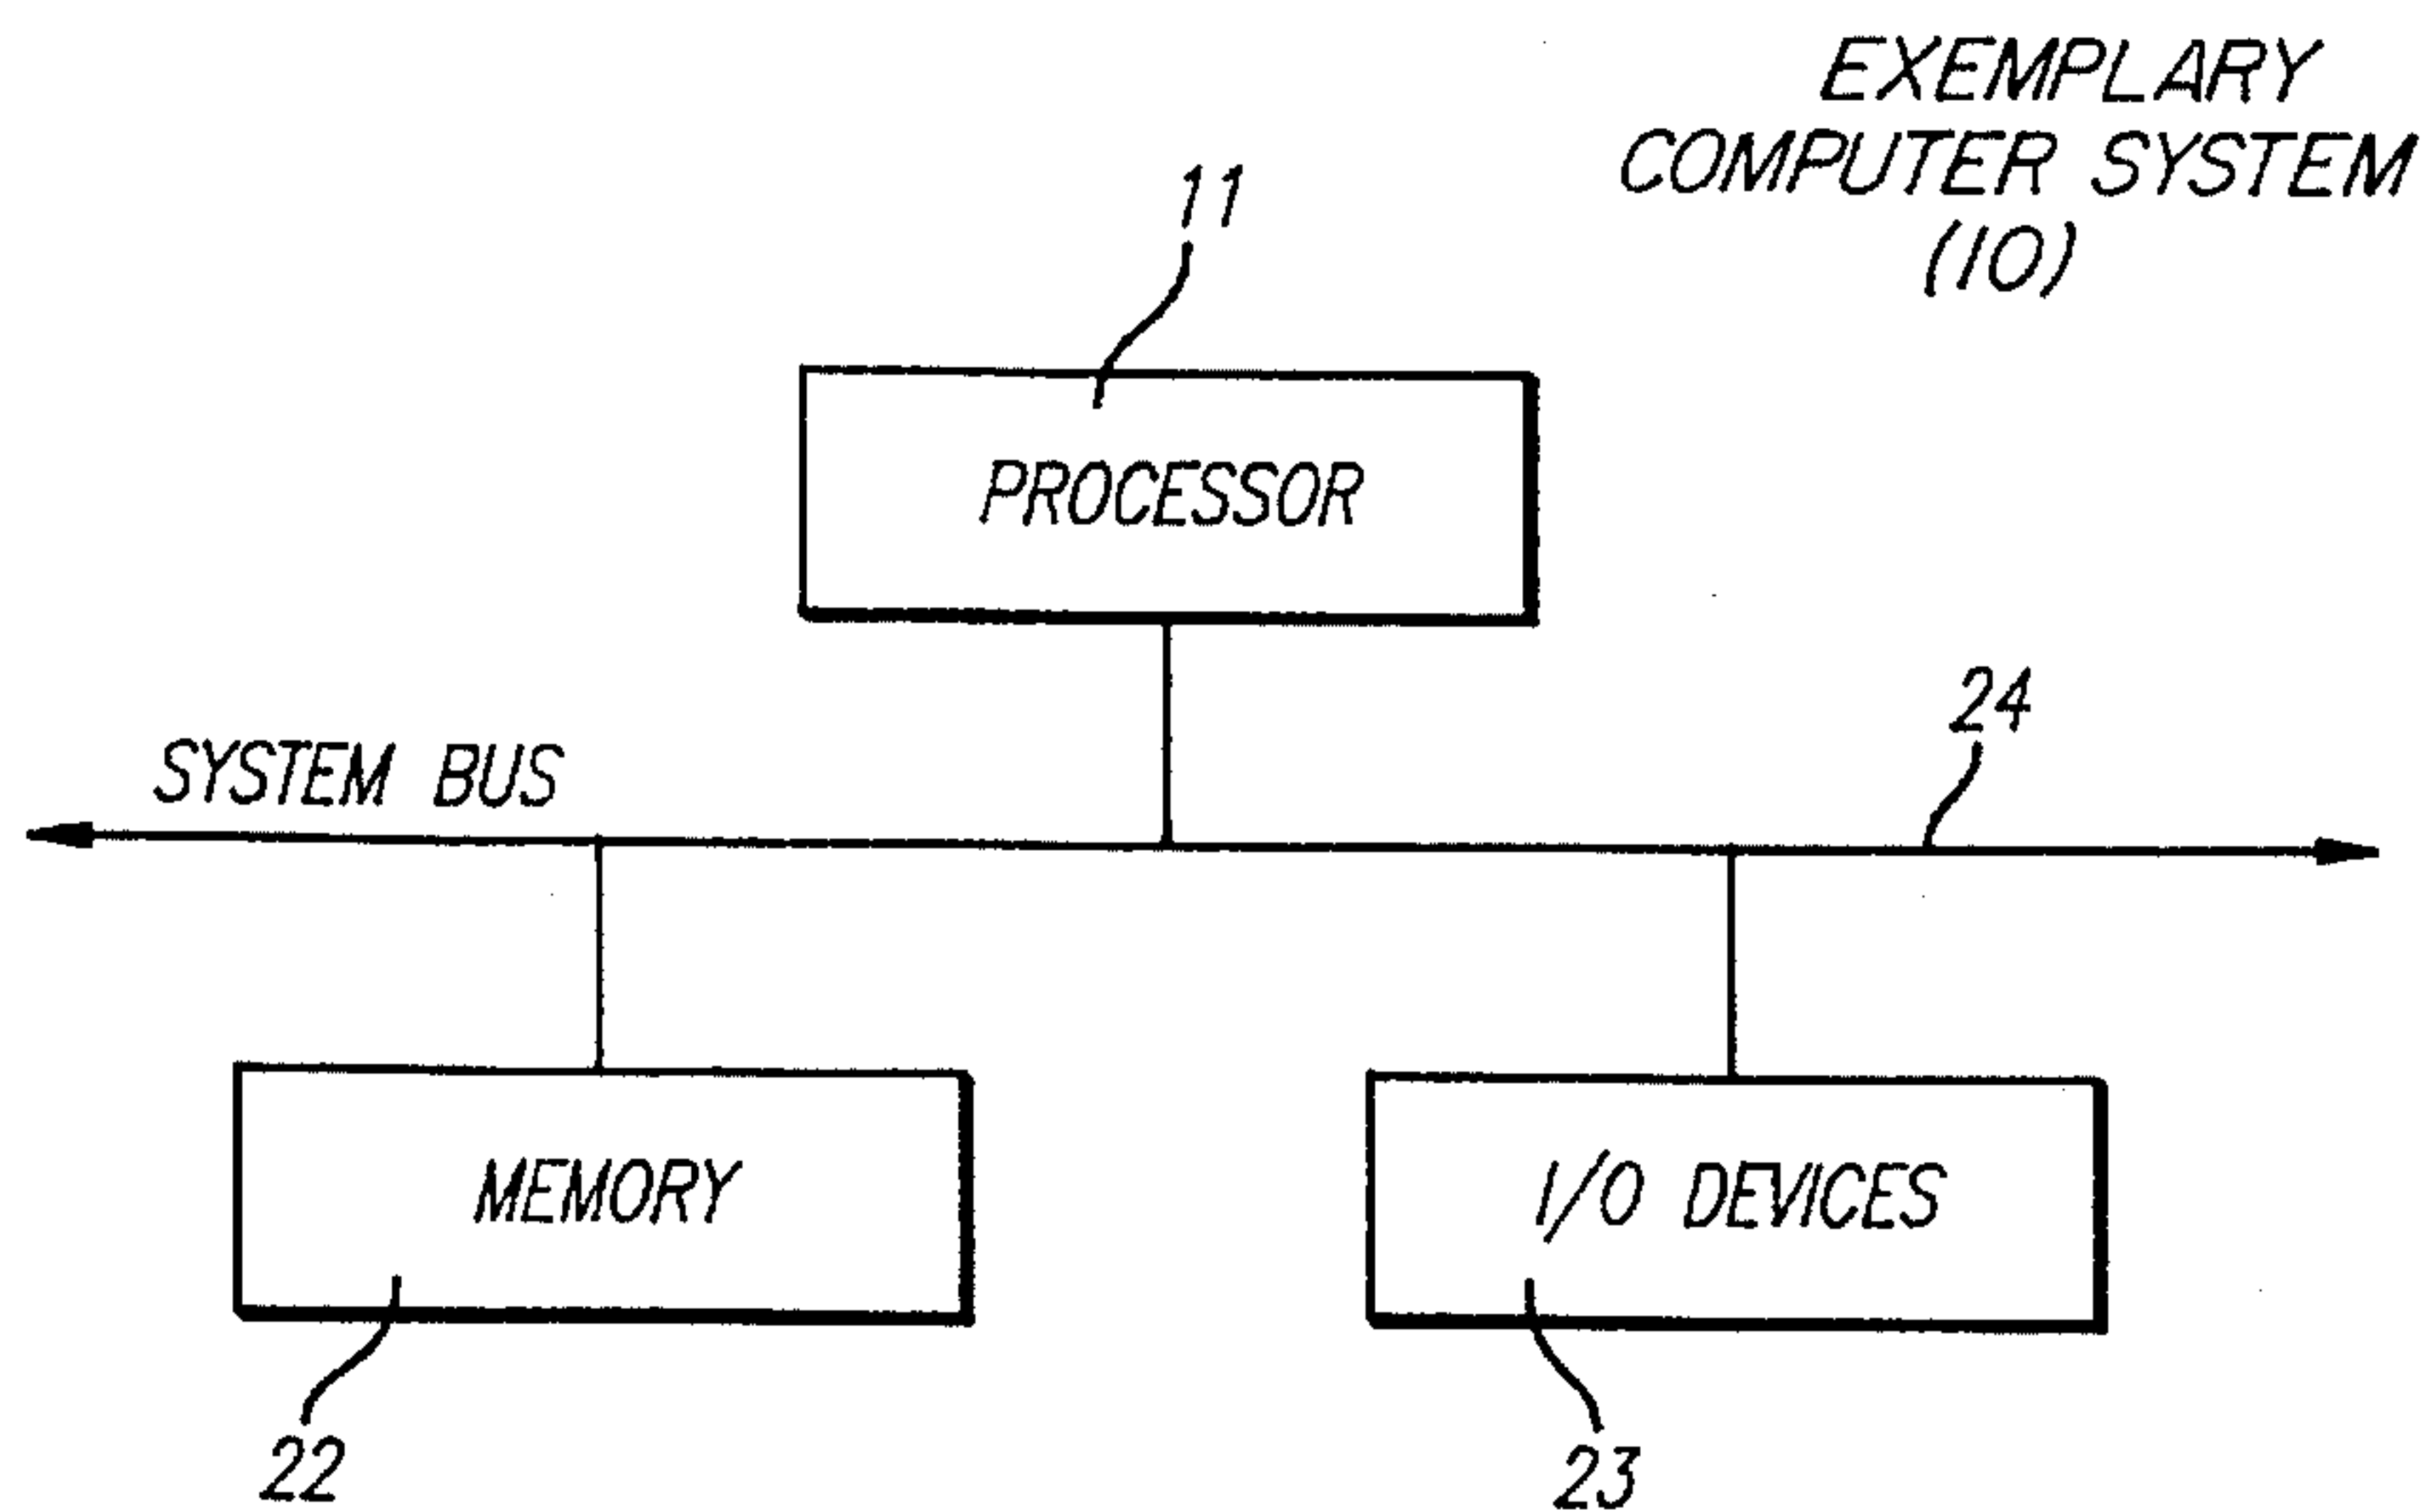 EXEMPLARY
COMPUTER SYSTEM
(10)
11
PROCESSOR
24
SYSTEM BUS
MEMORY
I/O DEVICES
22
23